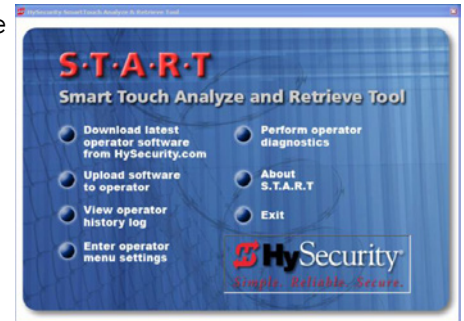 e
HySecurity Smart Touch Analyze & Retrieve Tool
S·T·A·R·T
Smart Touch Analyze and Retrieve Tool
Download latest
operator software
from HySecurity.com
Upload software
to operator
View operator
history log
Enter operator
menu settings
Perform operator
diagnostics
About
S.T.A.R.T
Exit
HySecurity
Simple. Reliable. Secure.